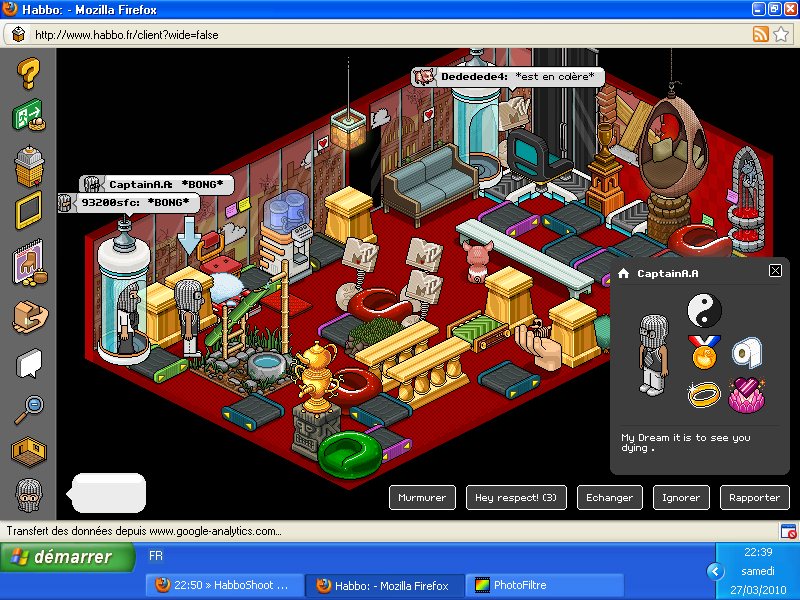 Habbo: - Mozilla Firefox
http://www.habbo.fr/client?wide=false
Dededede4: *est en colère*
CaptainA.A: *BONG*
93200sfc: *BONG*
CaptainA.A
My Dream it is to see you
dying .
Murmurer
Hey respect! (3)
Echanger
Ignorer
Rapporter
Transfert des données depuis www.google-analytics.com...
démarrer
FR
22:50 » HabboShoot ...
Habbo: - Mozilla Firefox
PhotoFiltre
22:39
samedi
27/03/2010